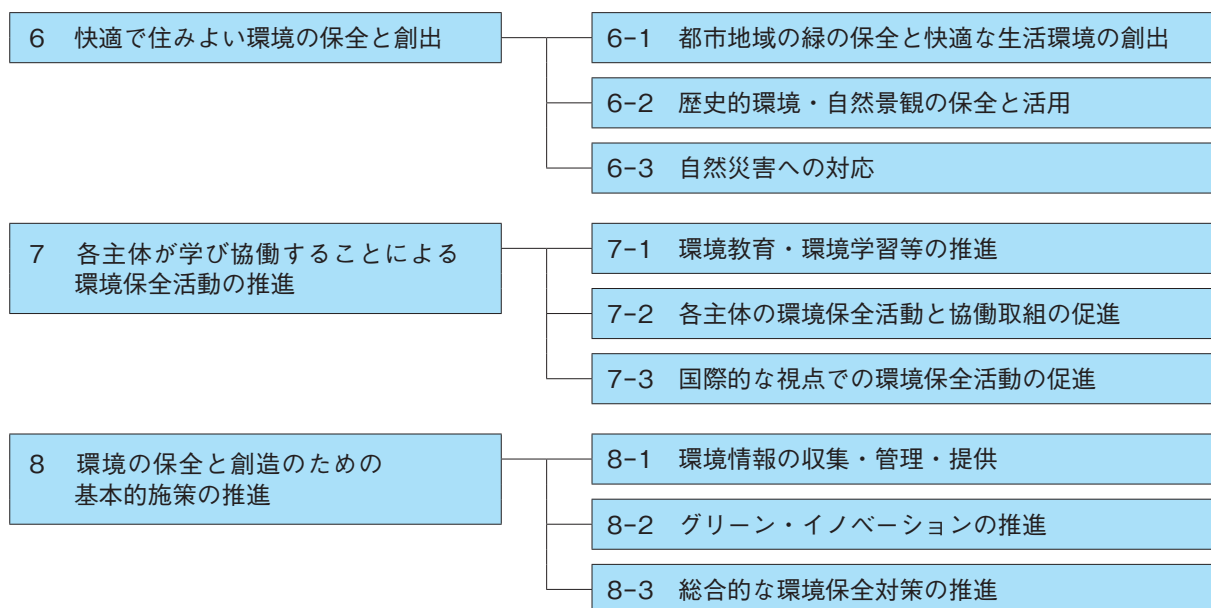 6 快適で住みよい環境の保全と創出
6-1 都市地域の緑の保全と快適な生活環境の創出
6-2 歴史的環境・自然景観の保全と活用
6-3 自然災害への対応
7 各主体が学び協働することによる
環境保全活動の推進
7-1 環境教育・環境学習等の推進
7-2 各主体の環境保全活動と協働取組の促進
7-3 国際的な視点での環境保全活動の促進
8 環境の保全と創造のための
基本的施策の推進
8-1 環境情報の収集・管理・提供
8-2 グリーン・イノベーションの推進
8-3 総合的な環境保全対策の推進